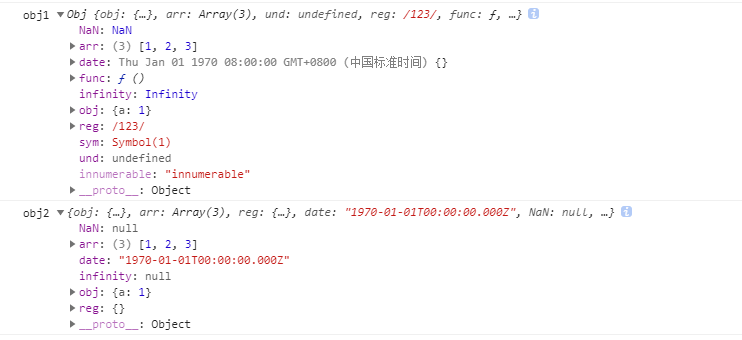 obj1 ▼Obj {obj: {…}, arr: Array(3), und: undefined, reg: /123/, func: ƒ, …} i
NaN: NaN
▶arr: (3) [1, 2, 3]
▶date: Thu Jan 01 1970 08:00:00 GMT+0800 (中国标准时间) {}
▶func: ƒ ()
infinity: Infinity
▶obj: {a: 1}
▶reg: /123/
sym: Symbol(1)
und: undefined
innumerable: "innumerable"
▶__proto__: Object
obj2 ▼{obj: {…}, arr: Array(3), reg: {…}, date: "1970-01-01T00:00:00.000Z", NaN: null, …} i
NaN: null
▶arr: (3) [1, 2, 3]
date: "1970-01-01T00:00:00.000Z"
infinity: null
▶obj: {a: 1}
▶reg: {}
▶__proto__: Object